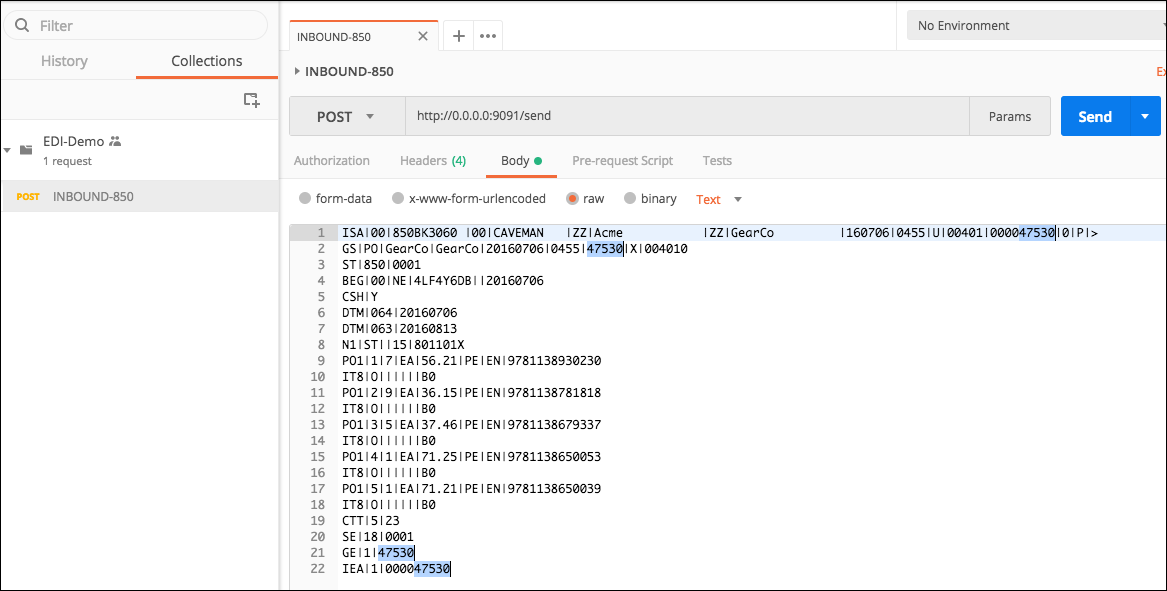 Filter
History Collections
EDI-Demo
1 request
POST INBOUND-850
INBOUND-850
No Environment
INBOUND-850
Ex
POST http://0.0.0.0:9091/send Params Send
Authorization Headers (4) Body Pre-request Script Tests
form-data x-www-form-urlencoded raw binary Text
1 ISA|00|850BK3060 |00|CAVEMAN   |ZZ|Acme           |ZZ|GearCo         |160706|0455|U|00401|000047530|0|P|>
2 GS|PO|GearCo|GearCo|20160706|0455|47530|X|004010
3 ST|850|0001
4 BEG|00|NE|4LF4Y6DB||20160706
5 CSH|Y
6 DTM|064|20160706
7 DTM|063|20160813
8 N1|ST||15|801101X
9 PO1|1|7|EA|56.21|PE|EN|9781138930230
10 IT8|O||||||B0
11 PO1|2|9|EA|36.15|PE|EN|9781138781818
12 IT8|O||||||B0
13 PO1|3|5|EA|37.46|PE|EN|9781138679337
14 IT8|O||||||B0
15 PO1|4|1|EA|71.25|PE|EN|9781138650053
16 IT8|O||||||B0
17 PO1|5|1|EA|71.21|PE|EN|9781138650039
18 IT8|O||||||B0
19 CTT|5|23
20 SE|18|0001
21 GE|1|47530
22 IEA|1|000047530